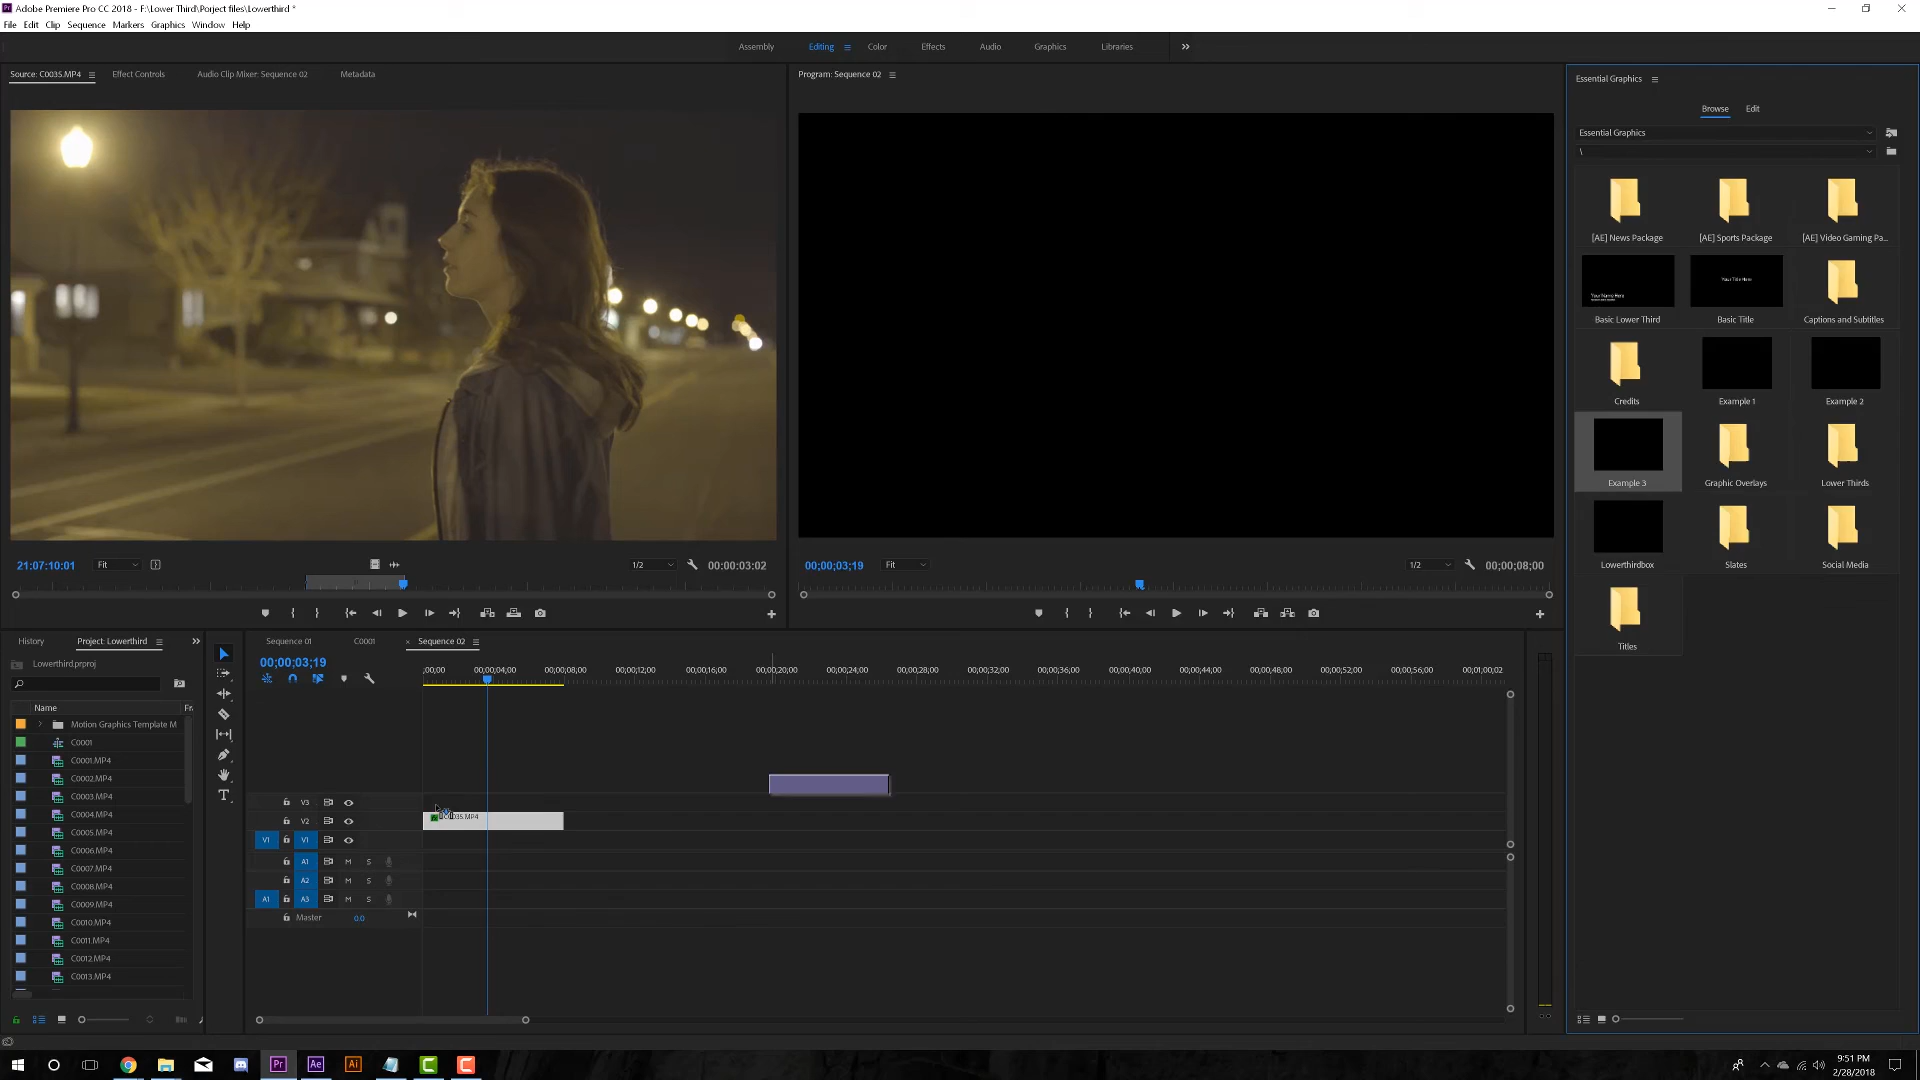 Adobe Premiere Pro CC 2018 - F:\Lower Third\Porject files\Lowerthird *
File Edit Clip Sequence Markers Graphics Window Help
Assembly Editing Color Effects Audio Graphics Libraries
Source: C0035.MP4 Effect Controls Audio Clip Mixer: Sequence 02 Metadata
Program: Sequence 02
Essential Graphics
Browse Edit
Essential Graphics
\
[AE] News Package [AE] Sports Package [AE] Video Gaming Pa...
Your Name Here
Your Title Here
Basic Lower Third Basic Title Captions and Subtitles
Credits Example 1 Example 2
Example 3 Graphic Overlays Lower Thirds
Lowerthirdbox Slates Social Media
Titles
21:07:10:01 Fit 1/2 00:00:03:02
00;00;03;19 Fit 1/2 00;00;08;00
History Project: Lowerthird
Lowerthird.prproj
Name Fr
Motion Graphics Template M
C0001
C0001.MP4
C0002.MP4
C0003.MP4
C0004.MP4
C0005.MP4
C0006.MP4
C0007.MP4
C0008.MP4
C0009.MP4
C0010.MP4
C0011.MP4
C0012.MP4
C0013.MP4
Sequence 01 C0001 × Sequence 02
00;00;03;19
;00;00 00;00;04;00 00;00;08;00 00;00;12;00 00;00;16;00 00;00;20;00 00;00;24;00 00;00;28;00 00;00;32;00 00;00;36;00 00;00;40;00 00;00;44;00 00;00;48;00 00;00;52;00 00;00;56;00 00;01;00;02
V3
V2
V1 V1
A1 M S
A2 M S
A1 A3 M S
Master 0.0
Pr Ae Ai
9:51 PM
2/28/2018